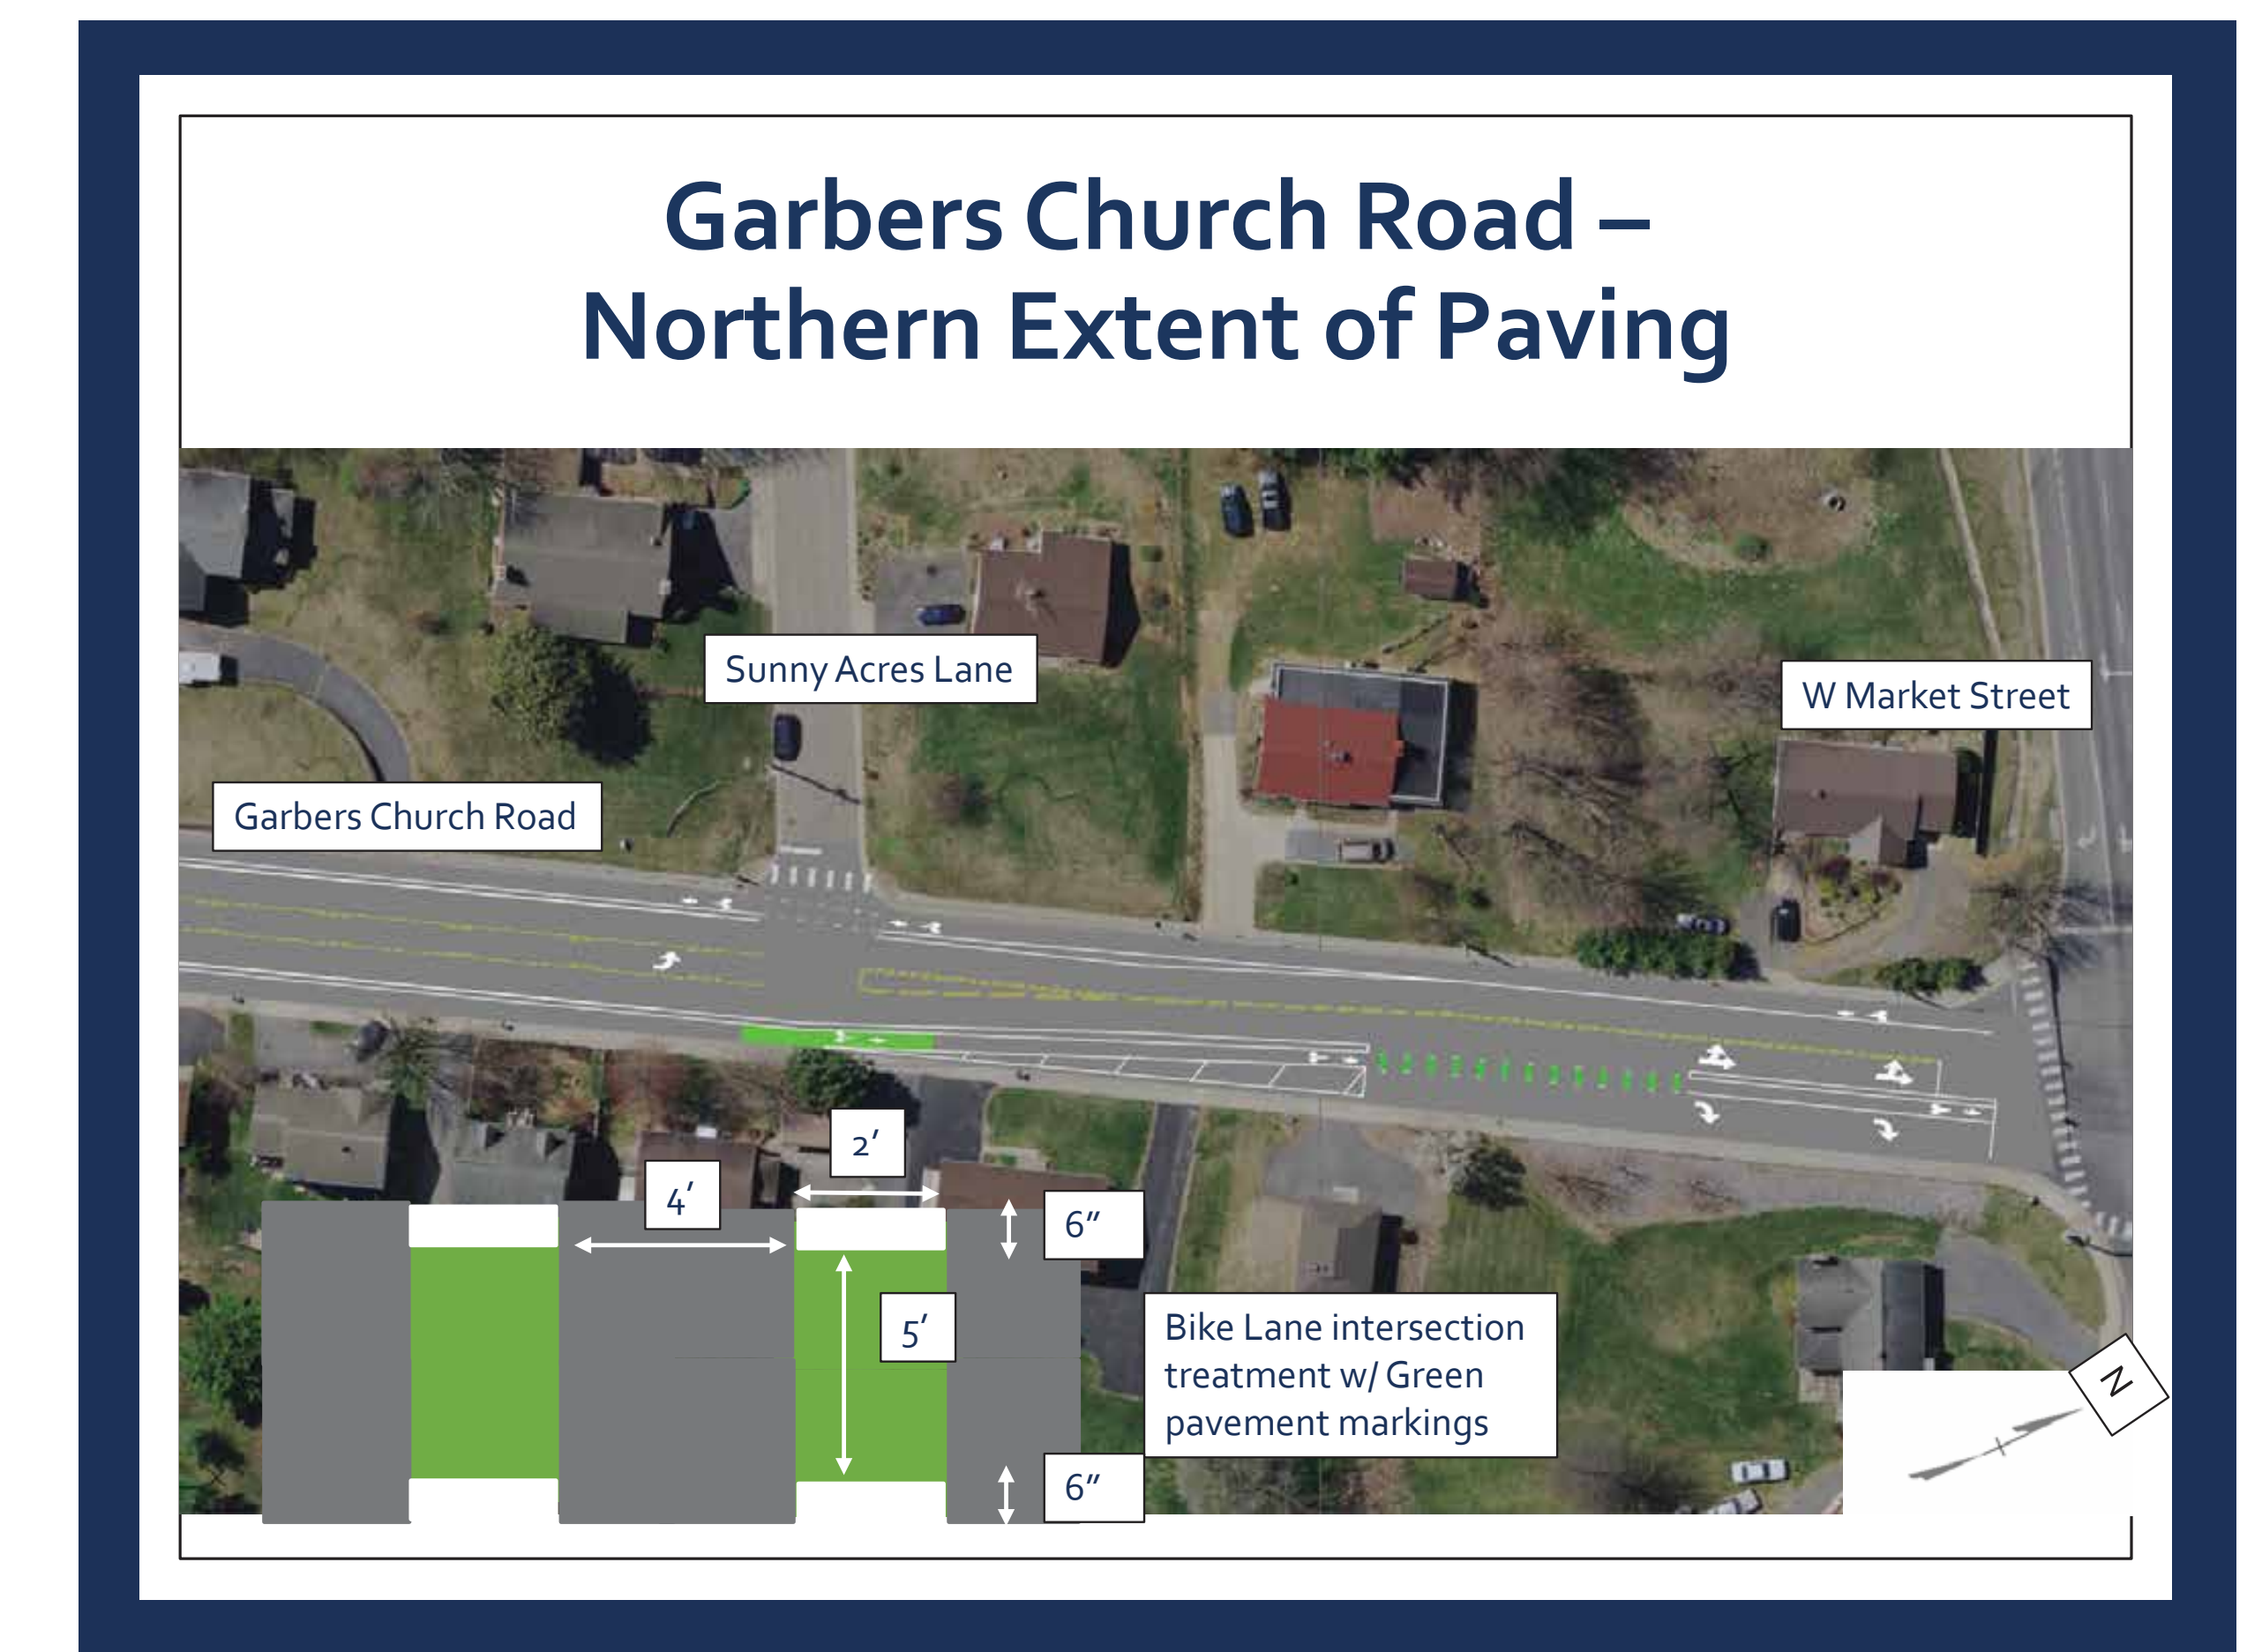 Garbers Church Road –
Northern Extent of Paving
Sunny Acres Lane
W Market Street
Garbers Church Road
2′
4′
6″
5′
Bike Lane intersection
treatment w/ Green
pavement markings
6″
N